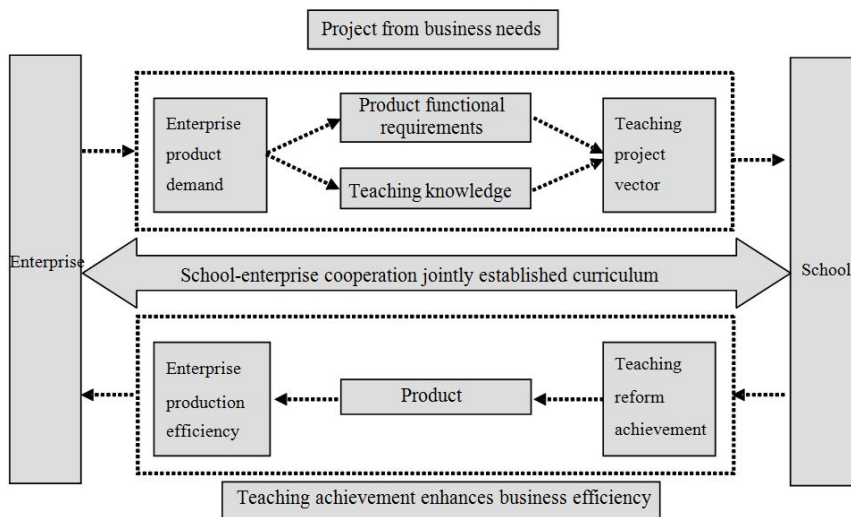 Project from business needs
Enterprise
product
demand
Product functional
requirements
Teaching knowledge
Teaching
project
vector
Enterprise
School-enterprise cooperation jointly established curriculum
School
Enterprise
production
efficiency
Product
Teaching
reform
achievement
Teaching achievement enhances business efficiency